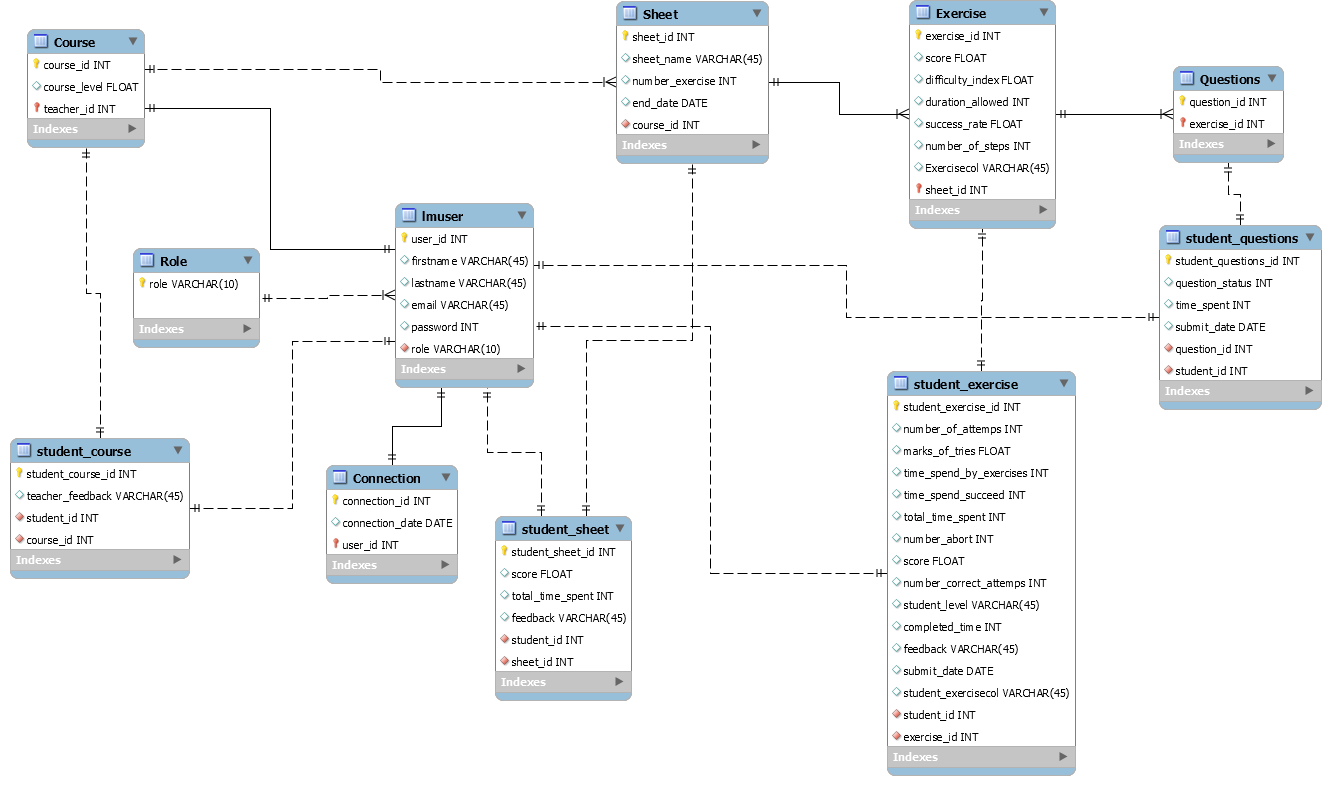 Course
course_id INT
course_level FLOAT
teacher_id INT
Indexes
Sheet
sheet_id INT
sheet_name VARCHAR(45)
number_exercise INT
end_date DATE
course_id INT
Indexes
Exercise
exercise_id INT
score FLOAT
difficulty_index FLOAT
duration_allowed INT
success_rate FLOAT
number_of_steps INT
Exercisecol VARCHAR(45)
sheet_id INT
Indexes
Questions
question_id INT
exercise_id INT
Indexes
Role
role VARCHAR(10)
Indexes
lmuser
user_id INT
firstname VARCHAR(45)
lastname VARCHAR(45)
email VARCHAR(45)
password INT
role VARCHAR(10)
Indexes
student_questions
student_questions_id INT
question_status INT
time_spent INT
submit_date DATE
question_id INT
student_id INT
Indexes
student_course
student_course_id INT
teacher_feedback VARCHAR(45)
student_id INT
course_id INT
Indexes
Connection
connection_id INT
connection_date DATE
user_id INT
Indexes
student_sheet
student_sheet_id INT
score FLOAT
total_time_spent INT
feedback VARCHAR(45)
student_id INT
sheet_id INT
Indexes
student_exercise
student_exercise_id INT
number_of_attemps INT
marks_of_tries FLOAT
time_spend_by_exercises INT
time_spend_succeed INT
total_time_spent INT
number_abort INT
score FLOAT
number_correct_attemps INT
student_level VARCHAR(45)
completed_time INT
feedback VARCHAR(45)
submit_date DATE
student_exercisecol VARCHAR(45)
student_id INT
exercise_id INT
Indexes